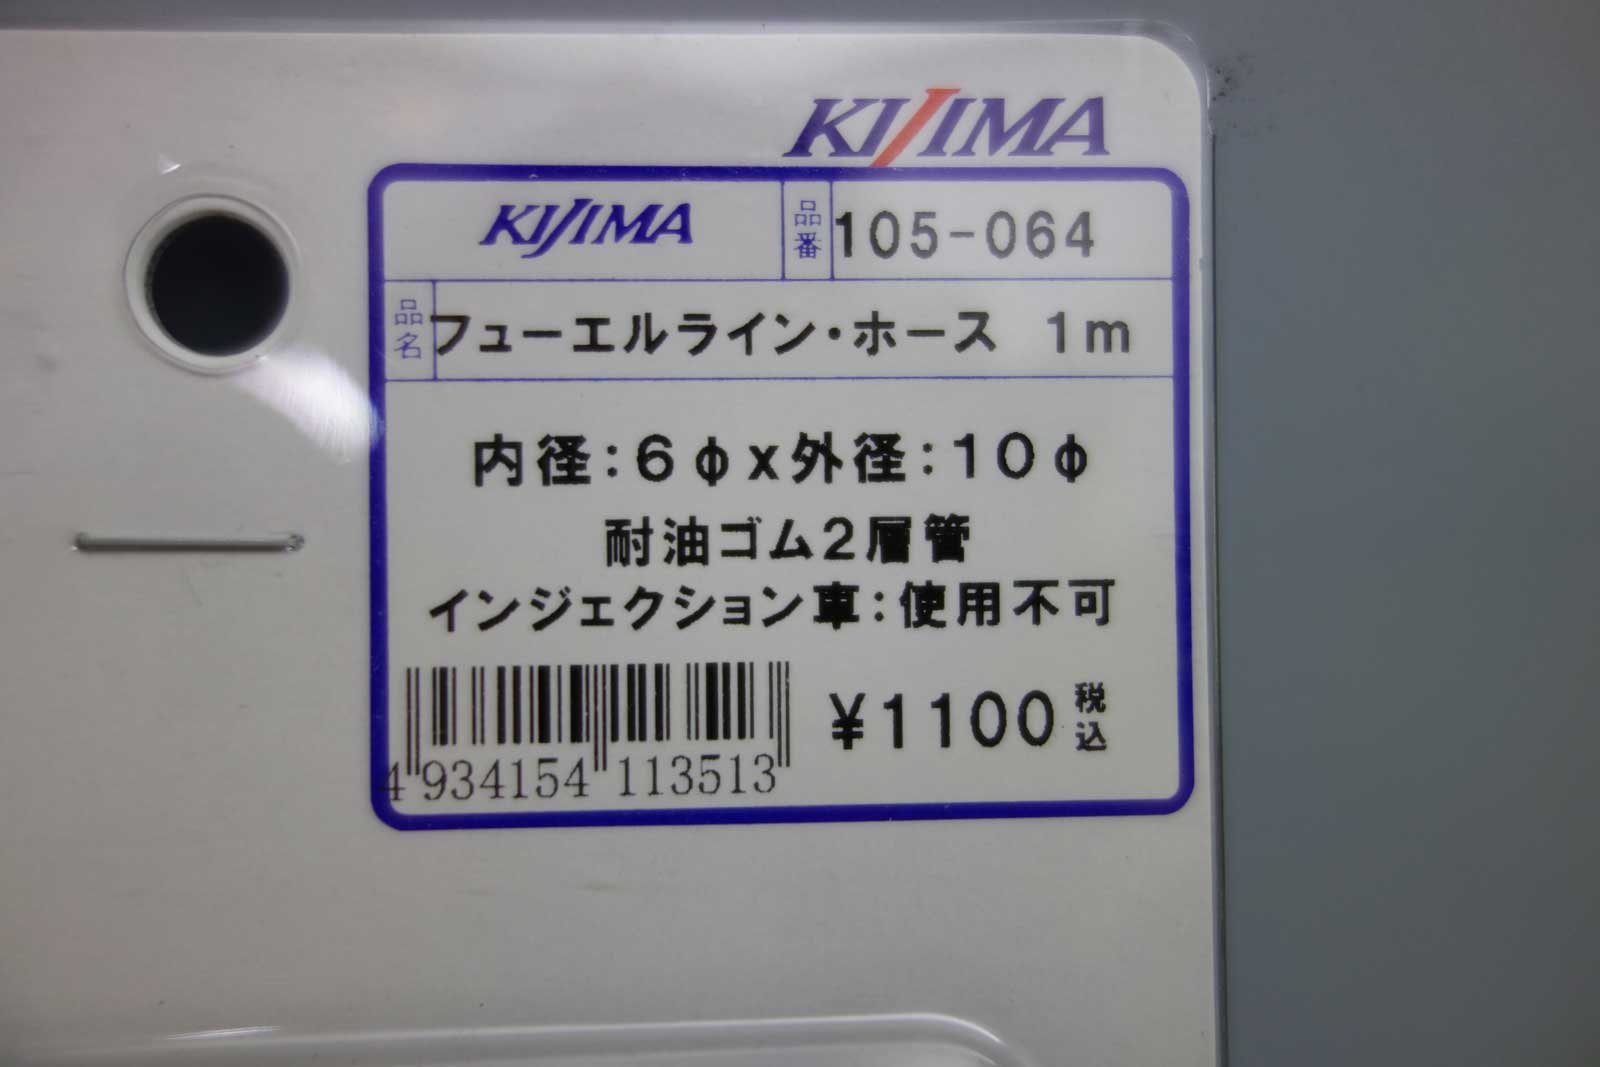 KIJIMA
KIJIMA 品番 105-064
品名 フューエルライン・ホース 1m
内径:6φx外径:10φ
耐油ゴム2層管
インジェクション車:使用不可
¥1100 税込
4 934154 113513